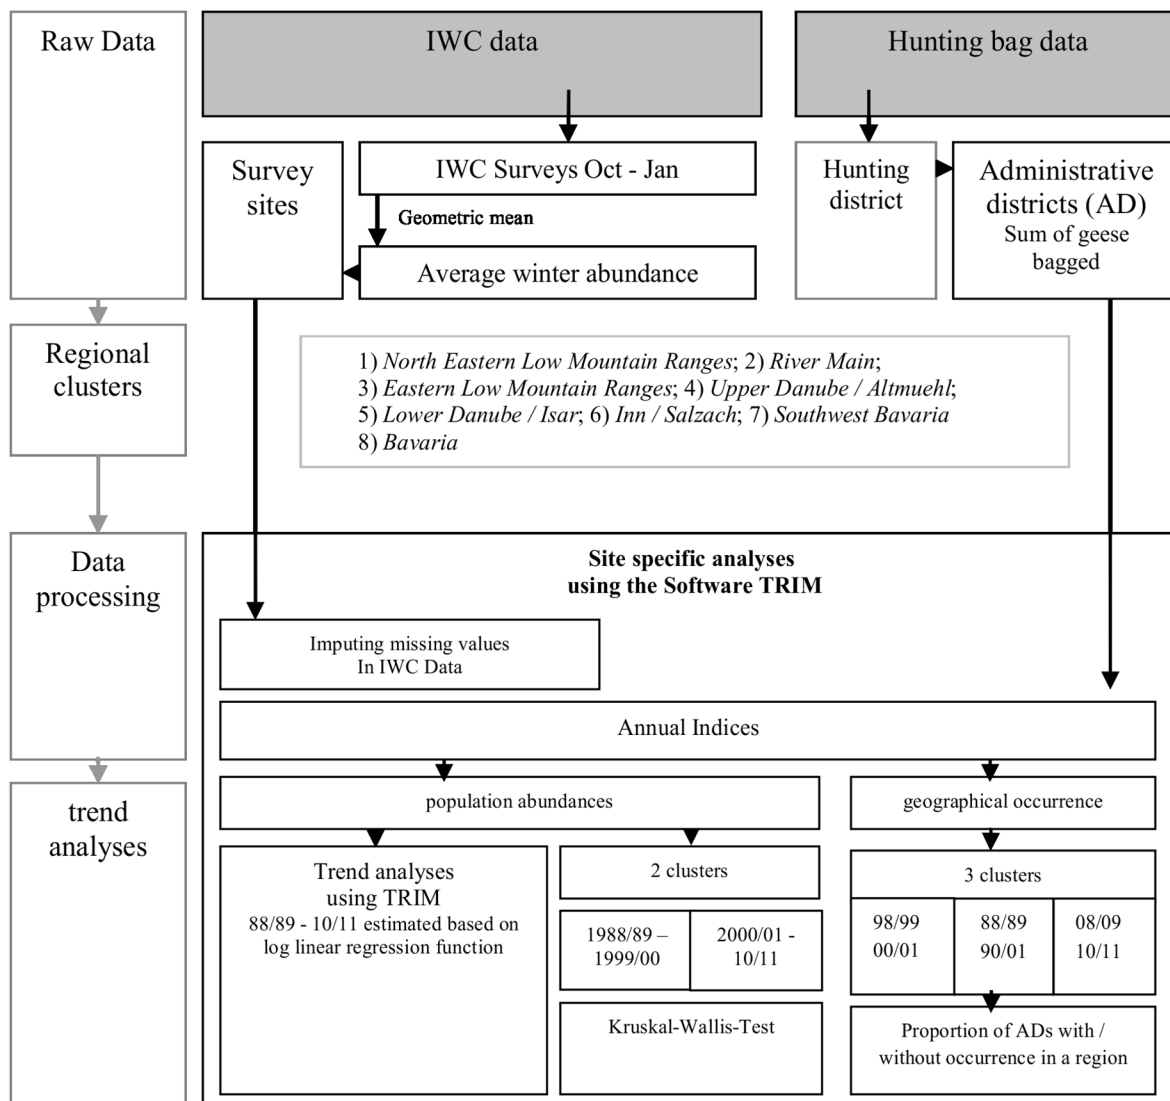 Raw Data
IWC data
Hunting bag data
Survey
sites
IWC Surveys Oct - Jan
Geometric mean
Average winter abundance
Hunting
district
Administrative
districts (AD)
Sum of geese
bagged
Regional
clusters
1) North Eastern Low Mountain Ranges; 2) River Main;
3) Eastern Low Mountain Ranges; 4) Upper Danube / Altmuehl;
5) Lower Danube / Isar; 6) Inn / Salzach; 7) Southwest Bavaria
8) Bavaria
Data
processing
Site specific analyses
using the Software TRIM
Imputing missing values
In IWC Data
Annual Indices
trend
analyses
population abundances
geographical occurrence
Trend analyses
using TRIM
88/89 - 10/11 estimated based on
log linear regression function
2 clusters
1988/89 –
1999/00
2000/01 -
10/11
Kruskal-Wallis-Test
3 clusters
98/99
00/01
88/89
90/01
08/09
10/11
Proportion of ADs with /
without occurrence in a region